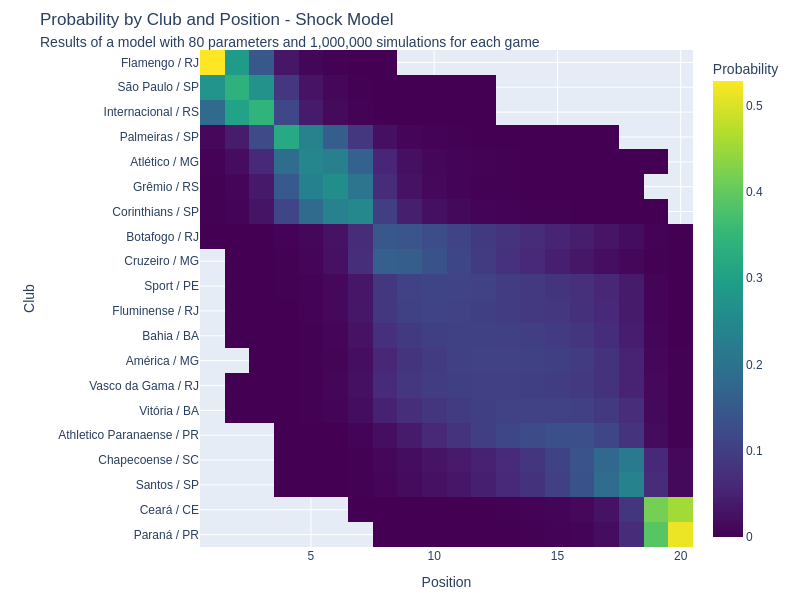 Probability by Club and Position - Shock Model
Results of a model with 80 parameters and 1,000,000 simulations for each game
Probability
Club
Flamengo / RJ
São Paulo / SP
Internacional / RS
Palmeiras / SP
Atlético / MG
Grêmio / RS
Corinthians / SP
Botafogo / RJ
Cruzeiro / MG
Sport / PE
Fluminense / RJ
Bahia / BA
América / MG
Vasco da Gama / RJ
Vitória / BA
Athletico Paranaense / PR
Chapecoense / SC
Santos / SP
Ceará / CE
Paraná / PR
0.5
0.4
0.3
0.2
0.1
0
5 10 15 20
Position